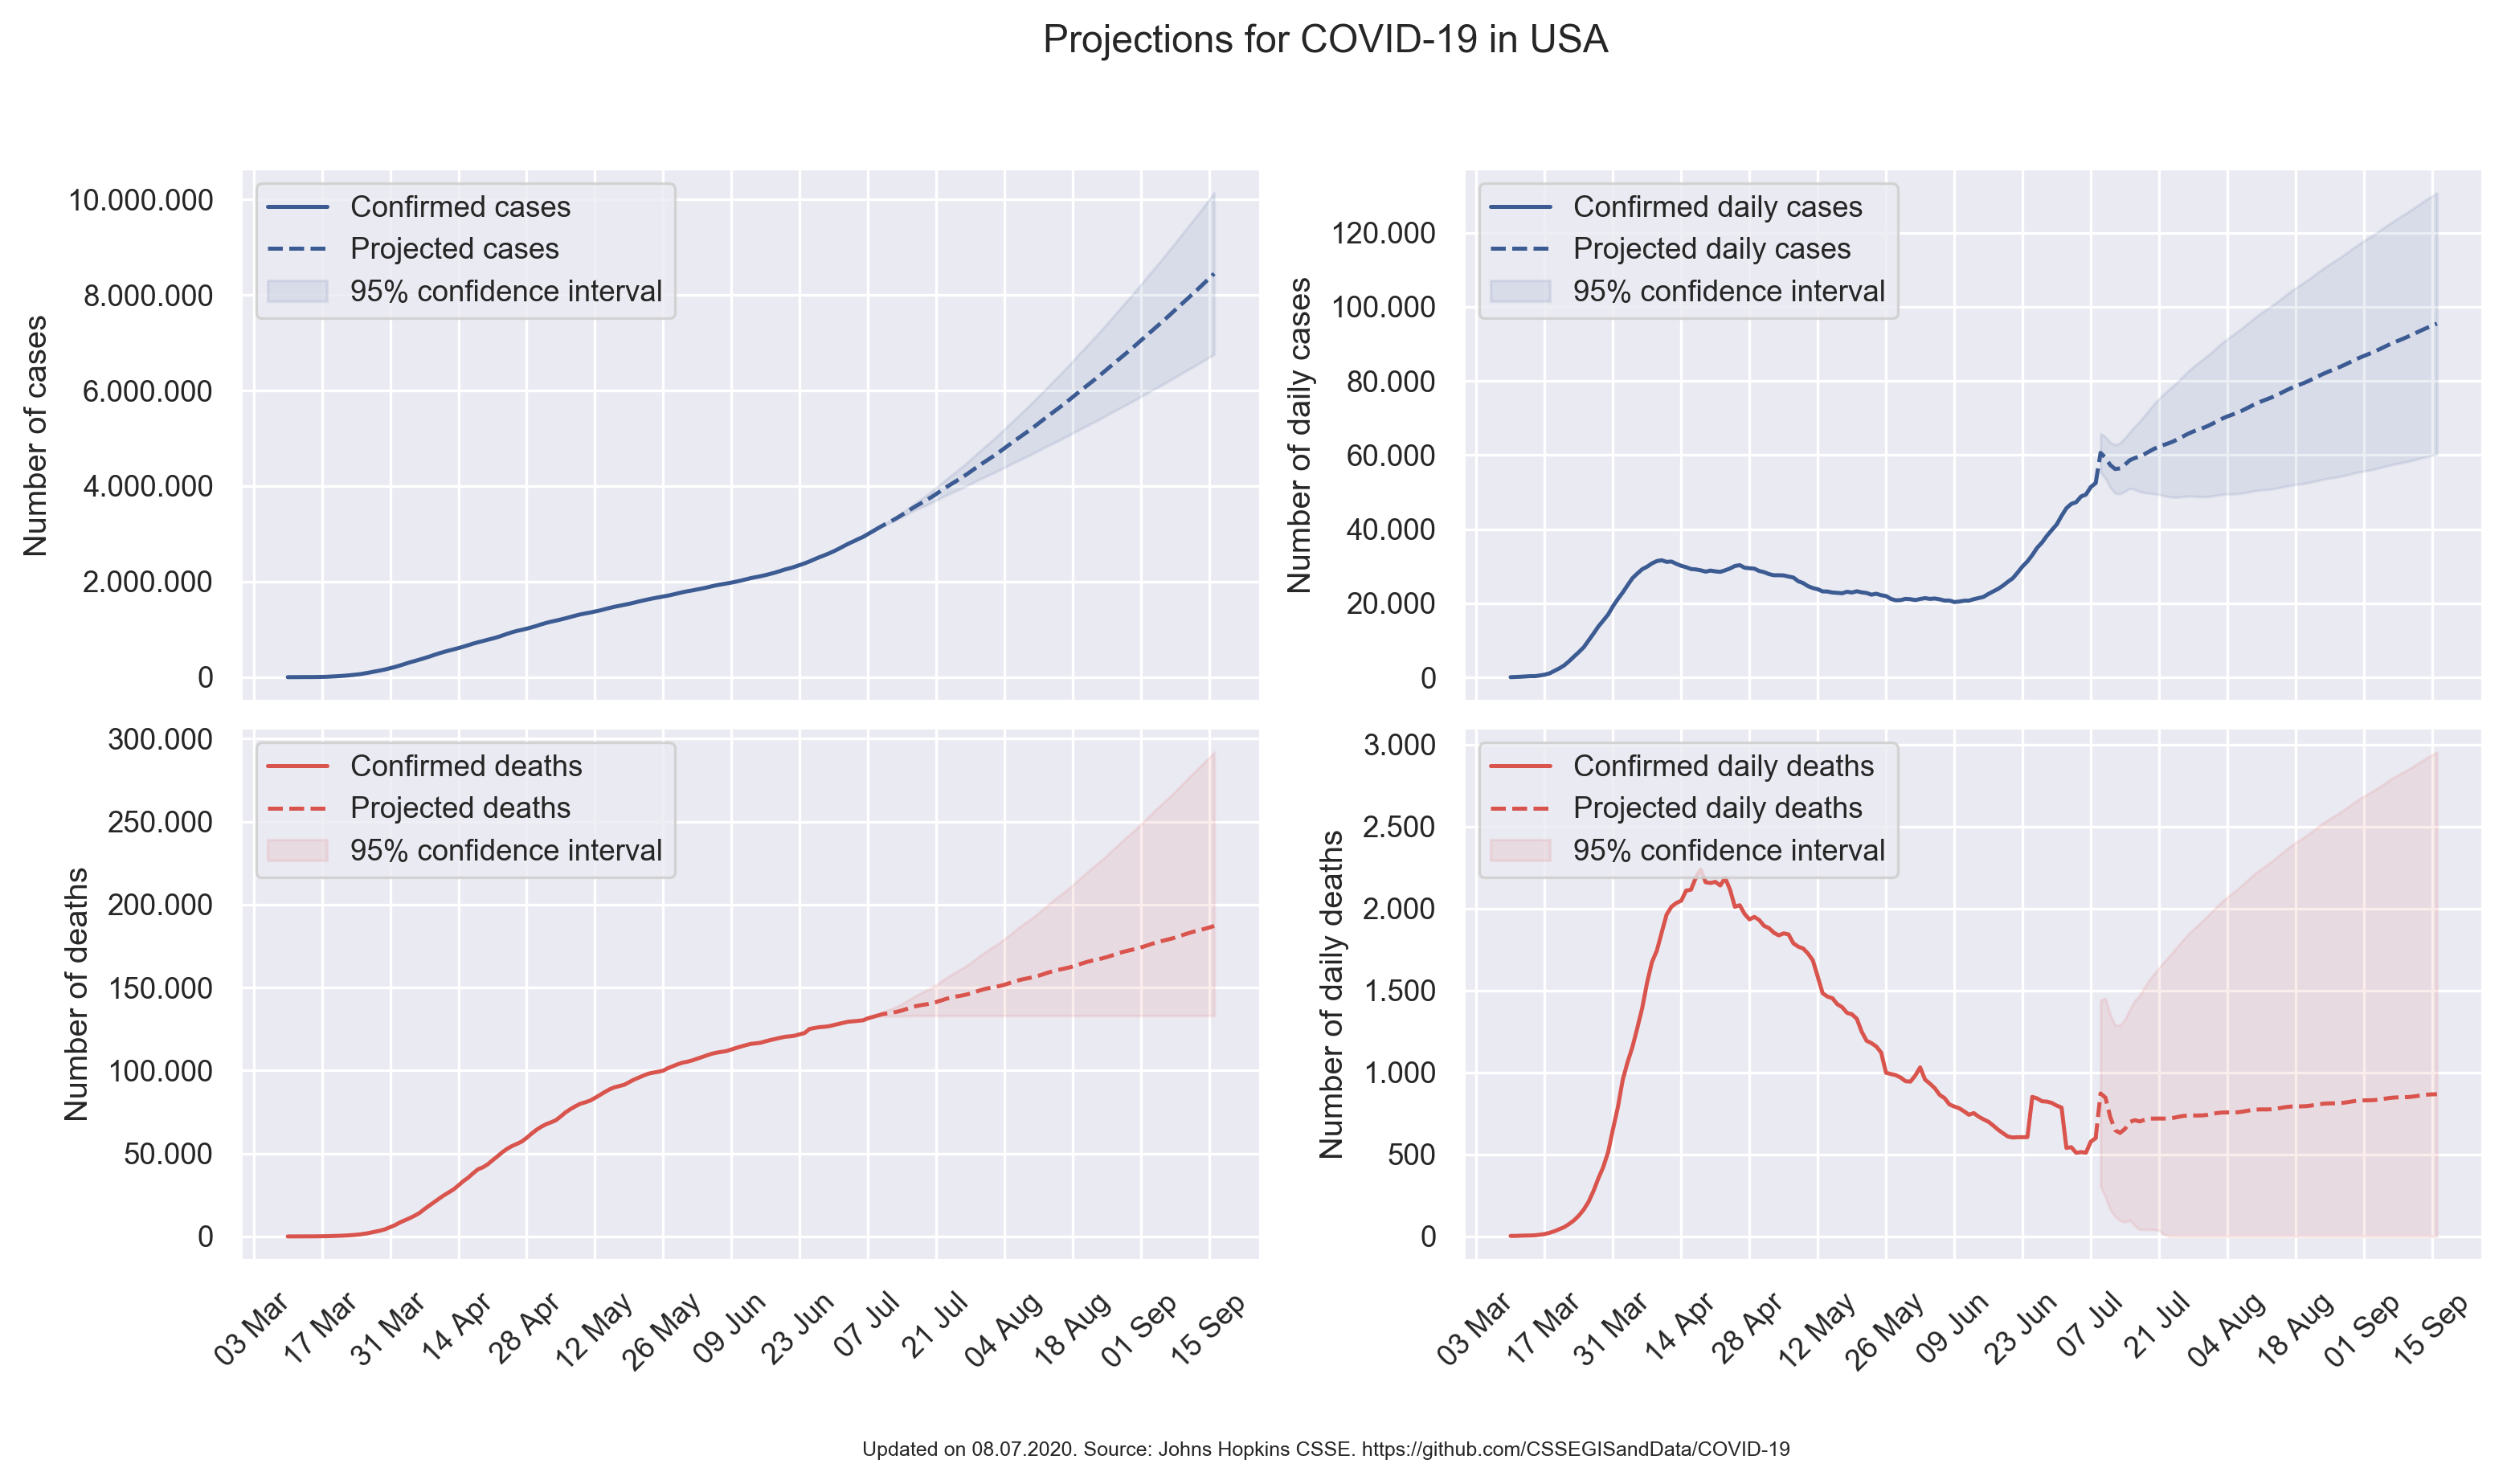 Projections for COVID-19 in USA
10.000.000
8.000.000
6.000.000
4.000.000
2.000.000
0
Number of cases
Confirmed cases
Projected cases
95% confidence interval
120.000
100.000
80.000
60.000
40.000
20.000
0
Number of daily cases
Confirmed daily cases
Projected daily cases
95% confidence interval
300.000
250.000
200.000
150.000
100.000
50.000
0
Number of deaths
Confirmed deaths
Projected deaths
95% confidence interval
03 Mar
17 Mar
31 Mar
14 Apr
28 Apr
12 May
26 May
09 Jun
23 Jun
07 Jul
21 Jul
04 Aug
18 Aug
01 Sep
15 Sep
3.000
2.500
2.000
1.500
1.000
500
0
Number of daily deaths
Confirmed daily deaths
Projected daily deaths
95% confidence interval
03 Mar
17 Mar
31 Mar
14 Apr
28 Apr
12 May
26 May
09 Jun
23 Jun
07 Jul
21 Jul
04 Aug
18 Aug
01 Sep
15 Sep
Updated on 08.07.2020. Source: Johns Hopkins CSSE. https://github.com/CSSEGISandData/COVID-19